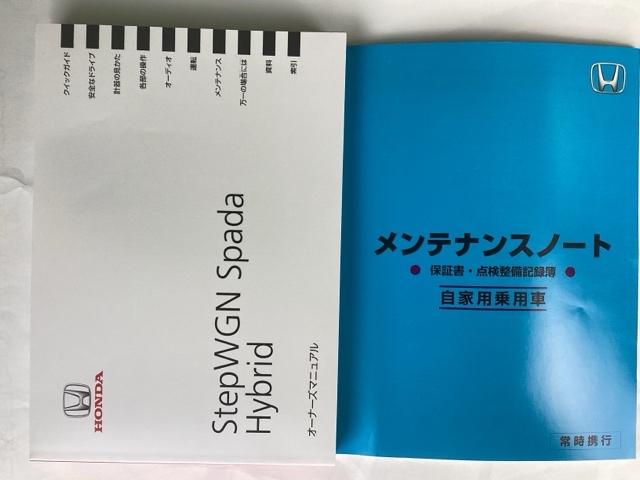 クイックガイド
安全なドライブ
計器の見かた
各部の操作
オーディオ
運転
メンテナンス
万一の場合には
資料
索引
StepWGN Spada
Hybrid
オーナーズマニュアル
HONDA
メンテナンスノート
保証書・点検整備記録簿
自家用乗用車
常時携行